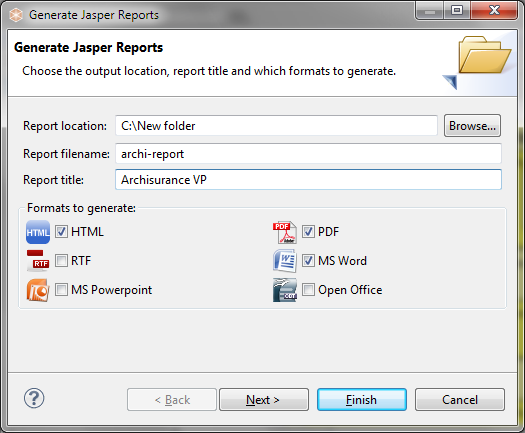 Generate Jasper Reports
Generate Jasper Reports
Choose the output location, report title and which formats to generate.
Report location: C:\New folder Browse...
Report filename: archi-report
Report title: Archisurance VP
Formats to generate:
HTML HTML PDF PDF
RTF RTF W MS Word
P MS Powerpoint ODT Open Office
? < Back Next > Finish Cancel